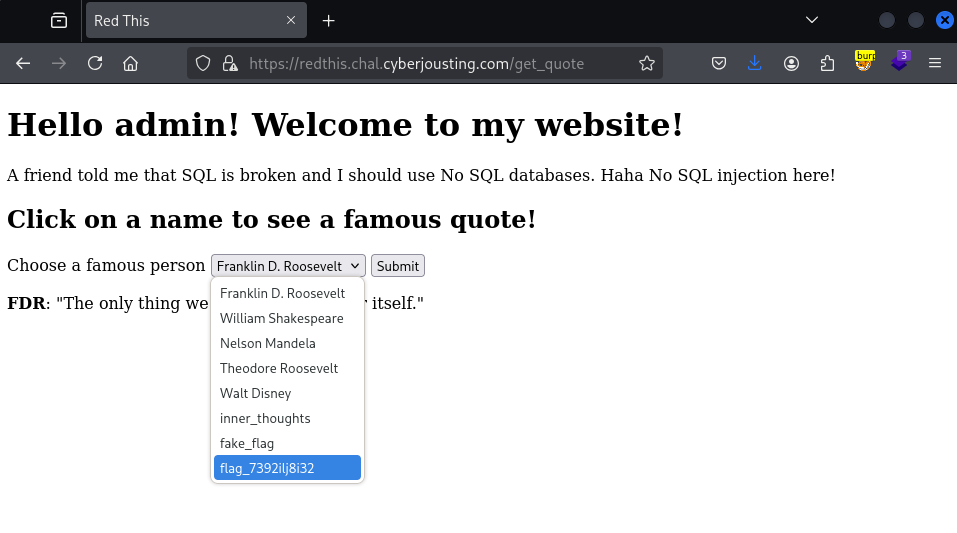 Red This
https://redthis.chal.cyberjousting.com/get_quote
burp
3
Hello admin! Welcome to my website!
A friend told me that SQL is broken and I should use No SQL databases. Haha No SQL injection here!
Click on a name to see a famous quote!
Choose a famous person Franklin D. Roosevelt Submit
FDR: "The only thing we r itself."
Franklin D. Roosevelt
William Shakespeare
Nelson Mandela
Theodore Roosevelt
Walt Disney
inner_thoughts
fake_flag
flag_7392ilj8i32